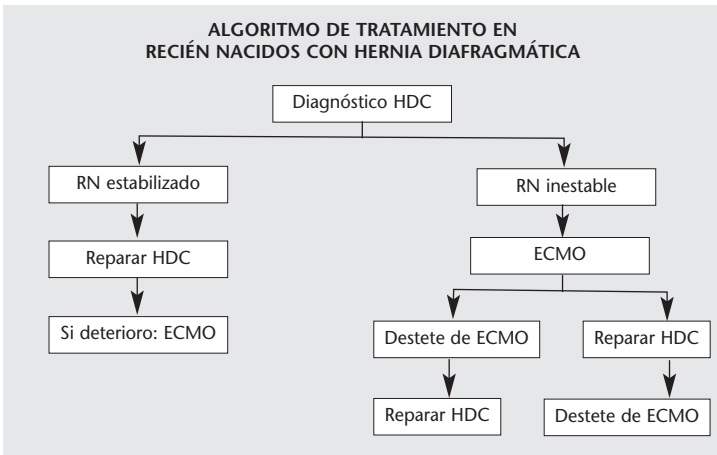 ALGORITMO DE TRATAMIENTO EN
RECIÉN NACIDOS CON HERNIA DIAFRAGMÁTICA
Diagnóstico HDC
RN estabilizado
RN inestable
Reparar HDC
ECMO
Si deterioro: ECMO
Destete de ECMO
Reparar HDC
Reparar HDC
Destete de ECMO